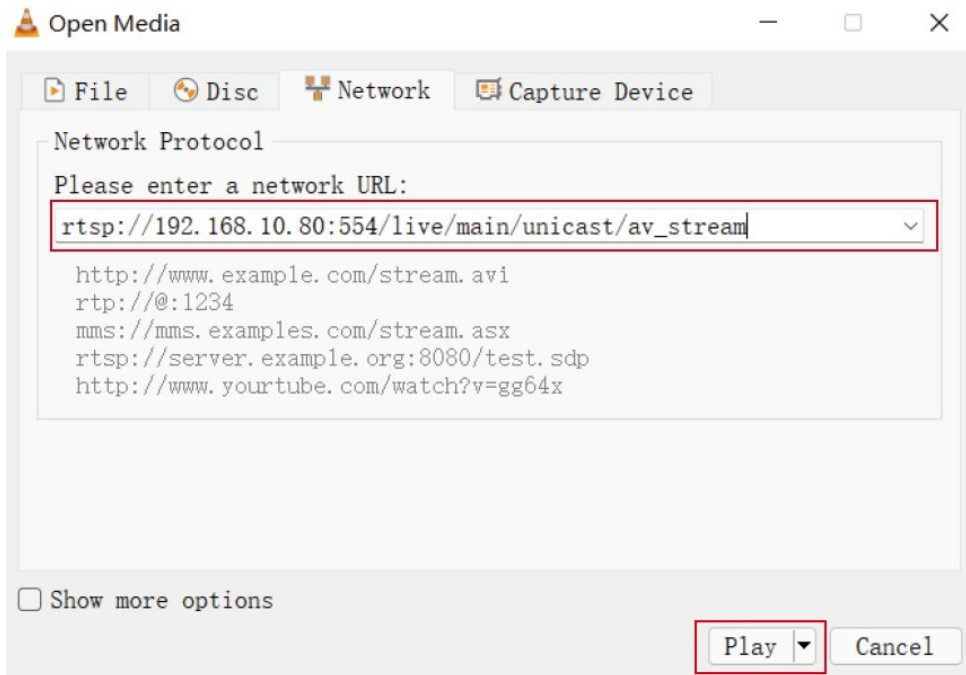 Open Media
File Disc Network Capture Device
Network Protocol
Please enter a network URL:
rtsp://192.168.10.80:554/live/main/unicast/av_stream
http://www.example.com/stream.avi
rtp://@:1234
mms://mms.examples.com/stream.asx
rtsp://server.example.org:8080/test.sdp
http://www.yourtube.com/watch?v=gg64x
Show more options
Play Cancel